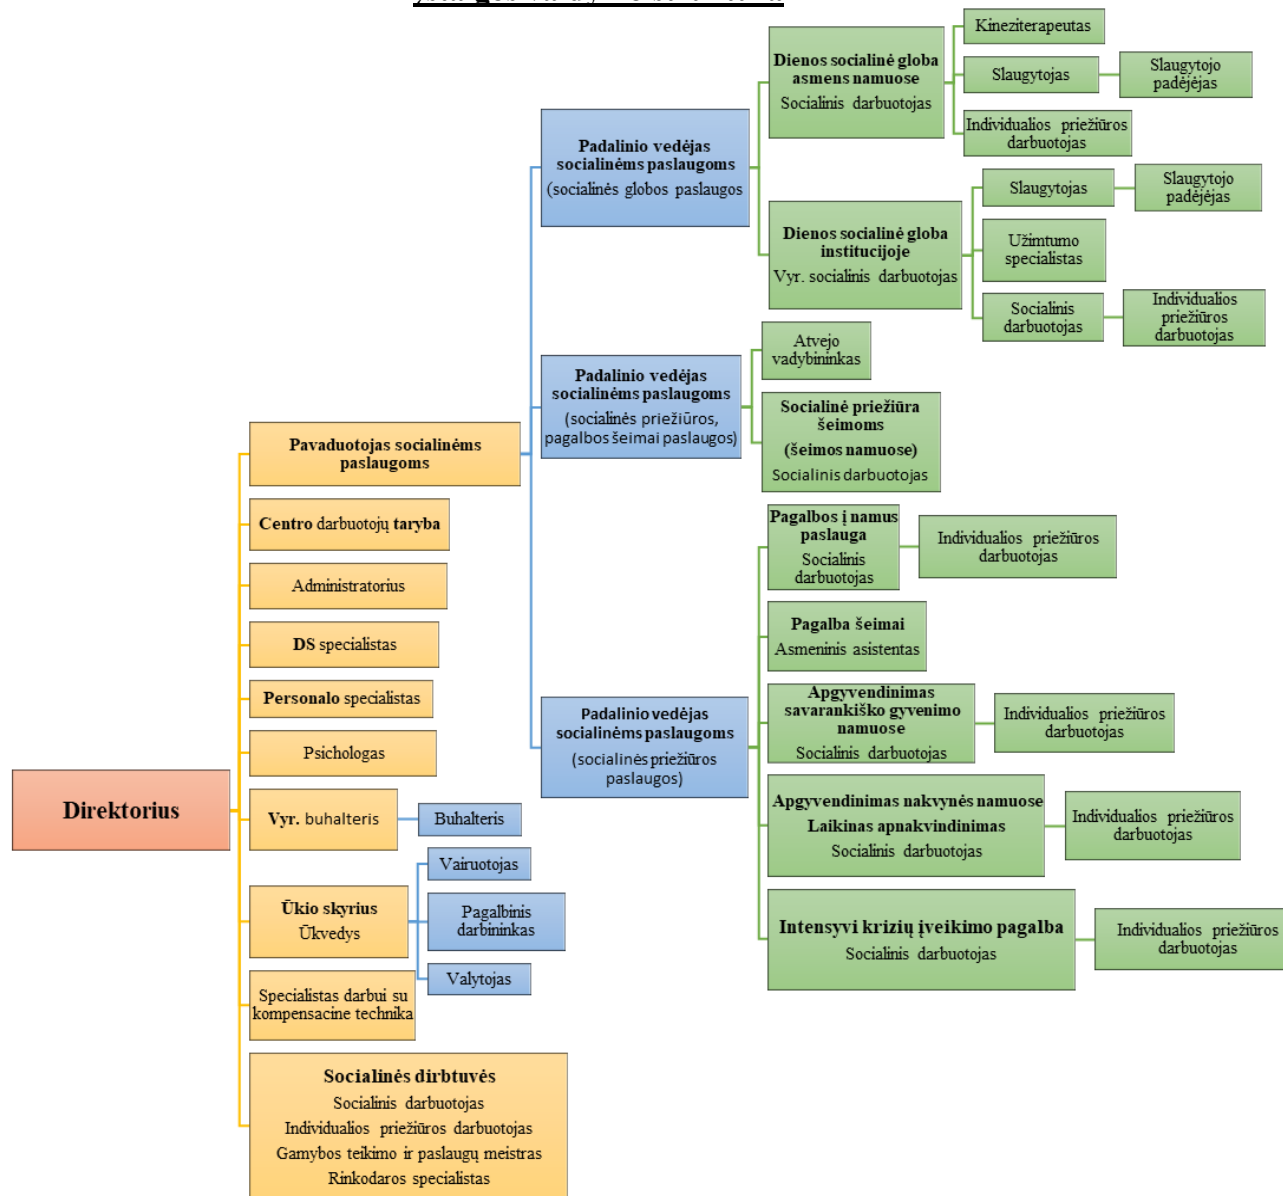 Direktorius
Pavaduotojas socialinėms
paslaugoms
Centro darbuotojų taryba
Administratorius
DS specialistas
Personalo specialistas
Psichologas
Vyr. buhalteris
Buhalteris
Ūkio skyrius
Ūkvedys
Vairuotojas
Pagalbinis
darbininkas
Valytojas
Specialistas darbui su
kompensacine technika
Socialinės dirbtuvės
Socialinis darbuotojas
Individualios priežiūros darbuotojas
Gamybos teikimo ir paslaugų meistras
Rinkodaros specialistas
Padalinio vedėjas
socialinėms paslaugoms
(socialinės globos paslaugos
Dienos socialinė globa
asmens namuose
Socialinis darbuotojas
Kineziterapeutas
Slaugytojas
Slaugytojo
padėjėjas
Individualios priežiūros
darbuotojas
Dienos socialinė globa
institucijoje
Vyr. socialinis darbuotojas
Slaugytojas
Slaugytojo
padėjėjas
Užimtumo
specialistas
Socialinis
darbuotojas
Individualios
priežiūros
darbuotojas
Padalinio vedėjas
socialinėms paslaugoms
(socialinės priežiūros,
pagalbos šeimai paslaugos)
Atvejo
vadybininkas
Socialinė priežiūra
šeimoms
(šeimos namuose)
Socialinis darbuotojas
Padalinio vedėjas
socialinėms paslaugoms
(socialinės priežiūros
paslaugos)
Pagalbos į namus
paslauga
Socialinis
darbuotojas
Individualios priežiūros
darbuotojas
Pagalba šeimai
Asmeninis asistentas
Apgyvendinimas
savarankiško gyvenimo
namuose
Socialinis darbuotojas
Individualios priežiūros
darbuotojas
Apgyvendinimas nakvynės namuose
Laikinas apnakvindinimas
Socialinis darbuotojas
Individualios priežiūros
darbuotojas
Intensyvi krizių įveikimo pagalba
Socialinis darbuotojas
Individualios priežiūros
darbuotojas